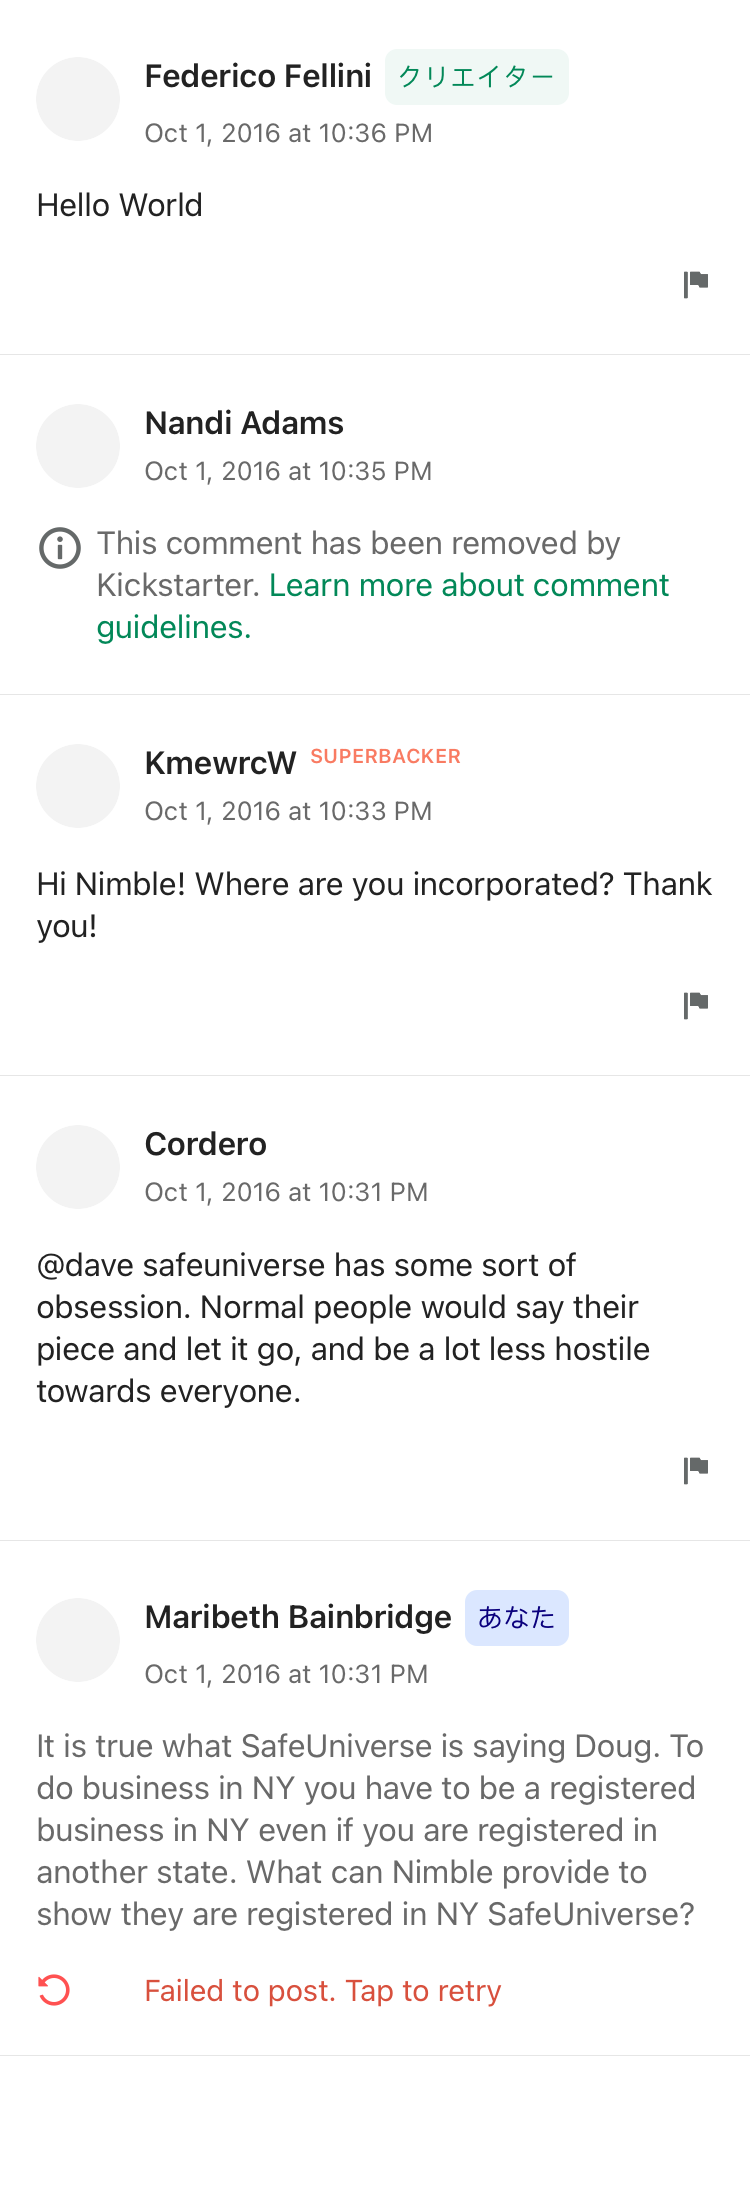 Federico Fellini クリエイター
Oct 1, 2016 at 10:36 PM
Hello World
Nandi Adams
Oct 1, 2016 at 10:35 PM
This comment has been removed by
Kickstarter. Learn more about comment
guidelines.
KmewrcW SUPERBACKER
Oct 1, 2016 at 10:33 PM
Hi Nimble! Where are you incorporated? Thank
you!
Cordero
Oct 1, 2016 at 10:31 PM
@dave safeuniverse has some sort of
obsession. Normal people would say their
piece and let it go, and be a lot less hostile
towards everyone.
Maribeth Bainbridge あなた
Oct 1, 2016 at 10:31 PM
It is true what SafeUniverse is saying Doug. To
do business in NY you have to be a registered
business in NY even if you are registered in
another state. What can Nimble provide to
show they are registered in NY SafeUniverse?
Failed to post. Tap to retry